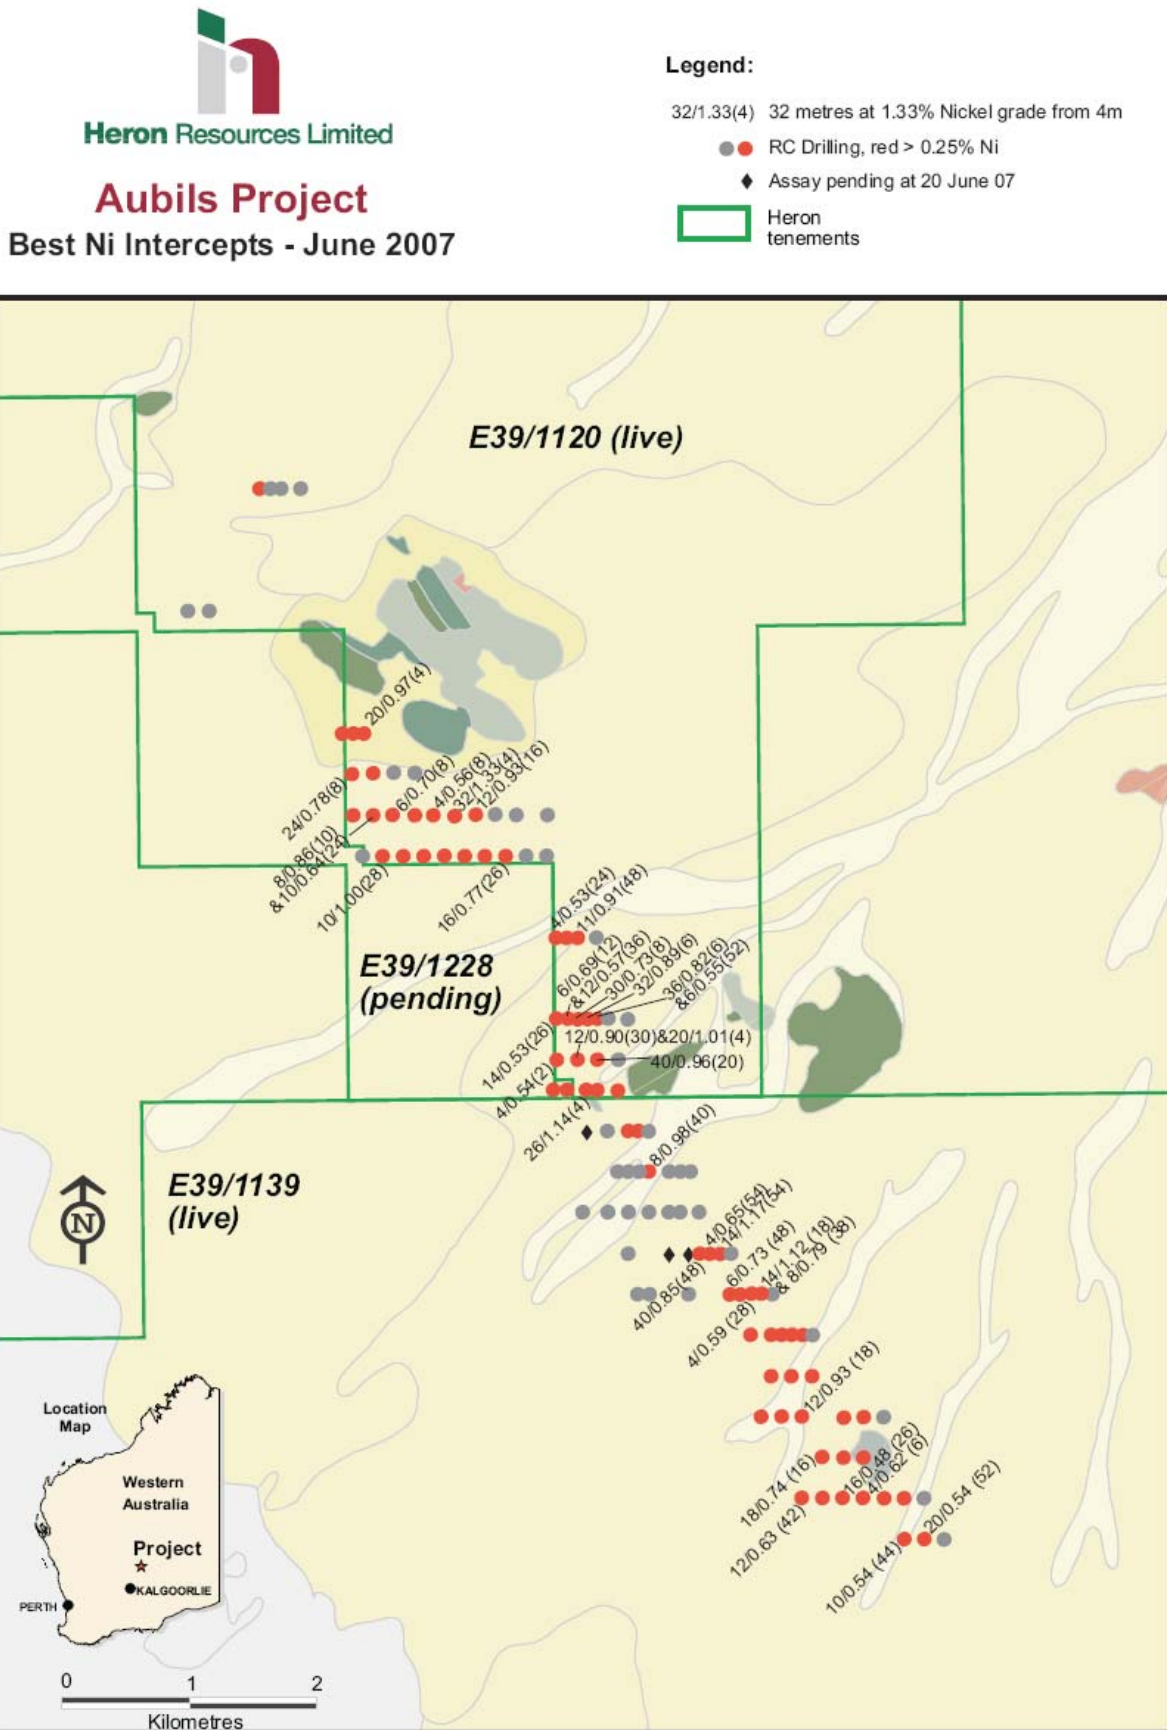 Heron Resources Limited
Aubils Project
Best Ni Intercepts - June 2007
Legend:
32/1.33(4) 32 metres at 1.33% Nickel grade from 4m
RC Drilling, red > 0.25% Ni
Assay pending at 20 June 07
Heron
tenements
E39/1120 (live)
20/0.97(4)
24/0.78(8)
6/0.70(8)
4/0.56(8)
32/1.33(4)
12/0.93(16)
8/0.86(10)
&10/0.64(24)
10/1.00(28)
16/0.77(26)
4/0.53(24)
11/0.91(48)
E39/1228
(pending)
6/0.69(12)
&12/0.57(36)
30/0.73(8)
32/0.89(6)
36/0.82(6)
&6/0.55(52)
14/0.53(26)
12/0.90(30)&20/1.01(4)
40/0.96(20)
4/0.54(2)
26/1.14(4)
8/0.98(40)
E39/1139
(live)
N
4/0.65(54)
14/1.17(54)
40/0.85(48)
6/0.73 (48)
14/1.12 (18)
& 8/0.79 (38)
4/0.59 (28)
12/0.93 (18)
18/0.74 (16)
16/0.48 (26)
4/0.62 (6)
12/0.63 (42)
20/0.54 (52)
10/0.54 (44)
Location
Map
Western
Australia
Project
KALGOORLIE
PERTH
0 1 2
Kilometres